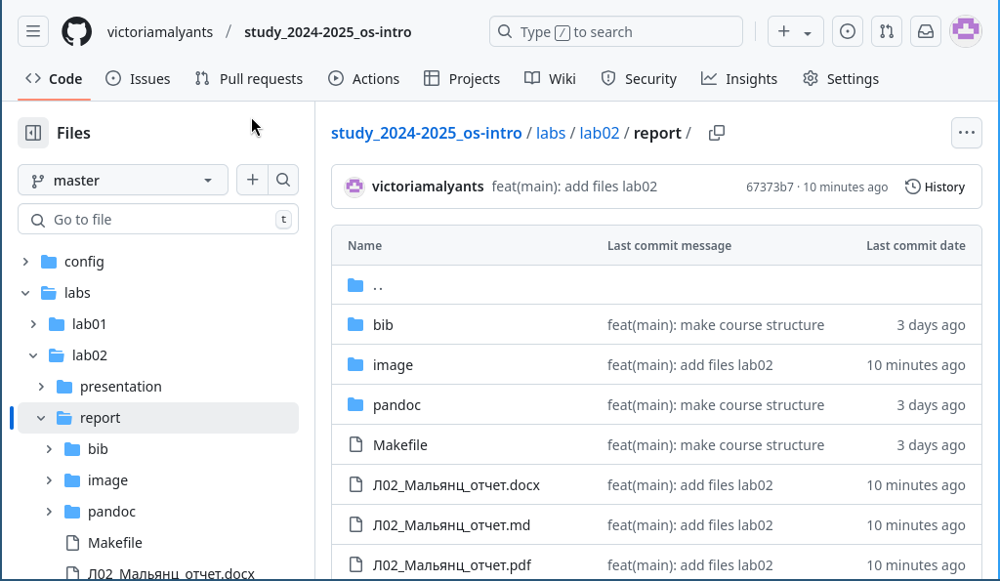 victoriamalyants / study_2024-2025_os-intro
Type / to search
Code Issues Pull requests Actions Projects Wiki Security Insights Settings
Files
master
Go to file t
config
labs
lab01
lab02
presentation
report
bib
image
pandoc
Makefile
Л02_Мальянц_отчет.docx
study_2024-2025_os-intro / labs / lab02 / report /
victoriamalyants feat(main): add files lab02 67373b7 · 10 minutes ago History
Name Last commit message Last commit date
..
bib feat(main): make course structure 3 days ago
image feat(main): add files lab02 10 minutes ago
pandoc feat(main): make course structure 3 days ago
Makefile feat(main): make course structure 3 days ago
Л02_Мальянц_отчет.docx feat(main): add files lab02 10 minutes ago
Л02_Мальянц_отчет.md feat(main): add files lab02 10 minutes ago
Л02_Мальянц_отчет.pdf feat(main): add files lab02 10 minutes ago